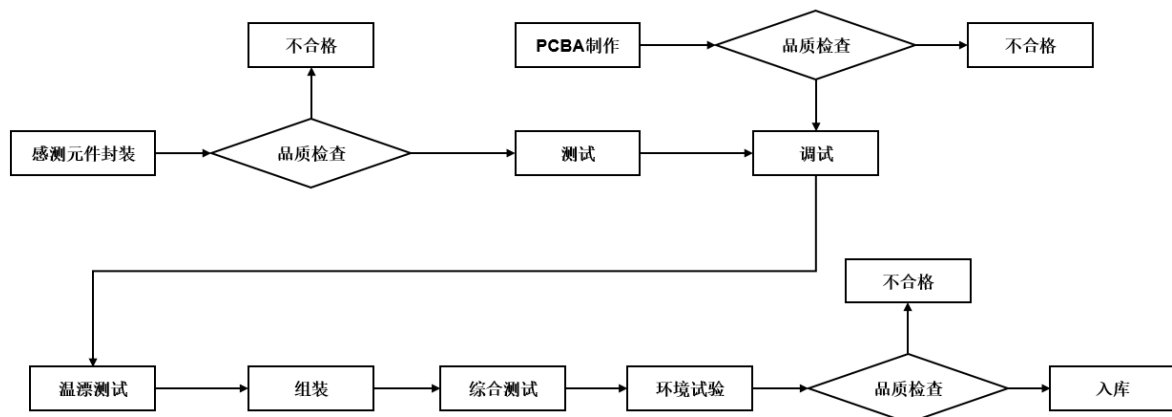 不合格
PCBA制作
品质检查
不合格
感测元件封装
品质检查
测试
调试
不合格
温漂测试
组装
综合测试
环境试验
品质检查
入库